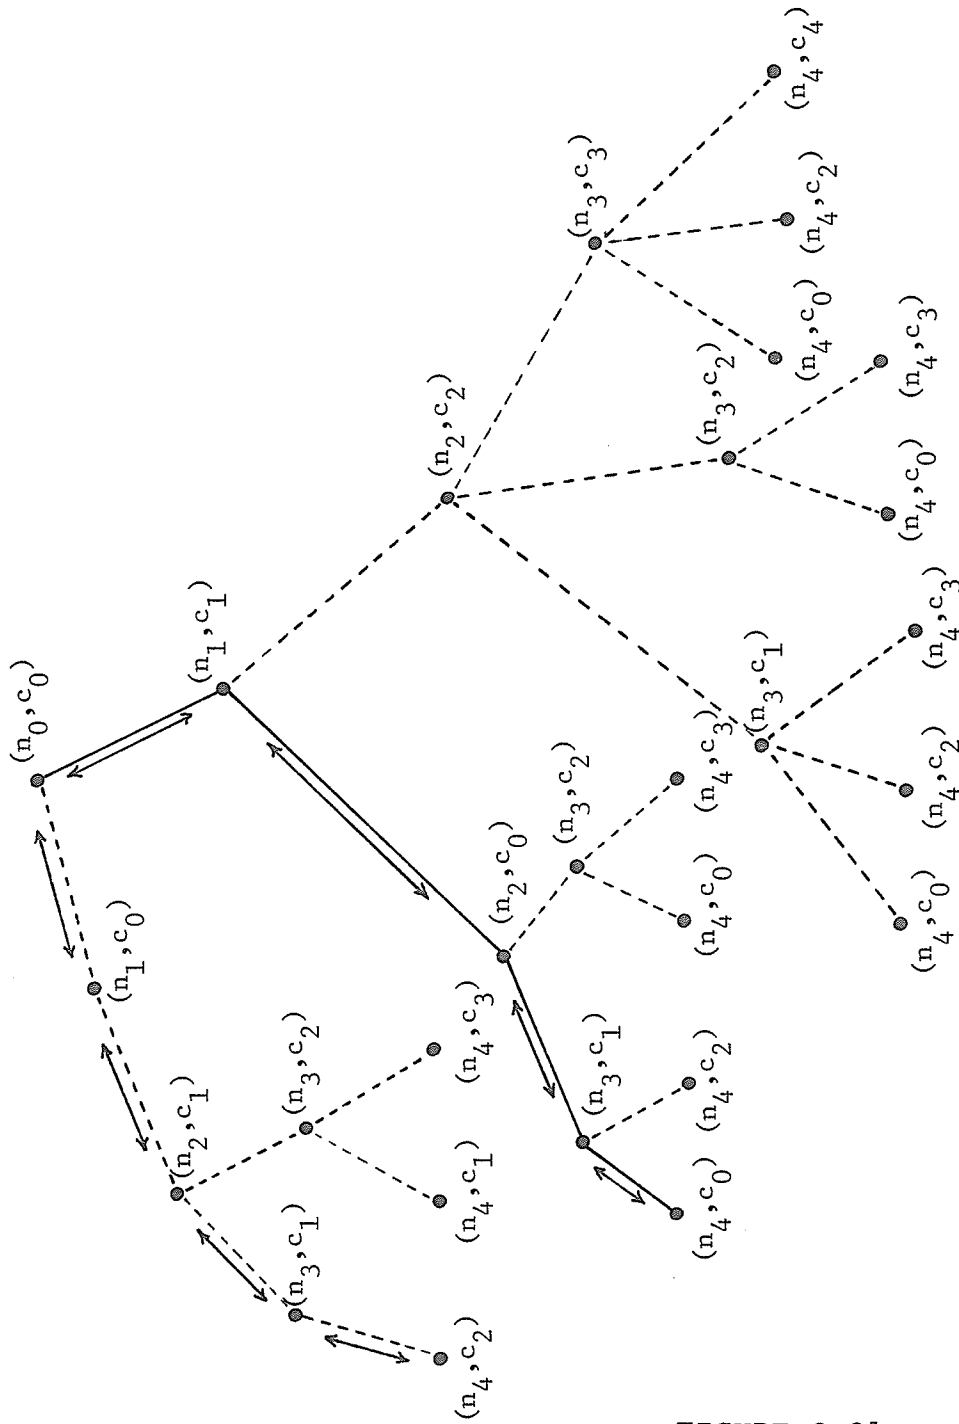 (n₀,c₀)
(n₁,c₀)
(n₁,c₁)
(n₂,c₁)
(n₂,c₀)
(n₂,c₂)
(n₃,c₁)
(n₃,c₂)
(n₃,c₁)
(n₃,c₂)
(n₃,c₁)
(n₃,c₂)
(n₃,c₃)
(n₄,c₂)
(n₄,c₁)
(n₄,c₃)
(n₄,c₀)
(n₄,c₂)
(n₄,c₀)
(n₄,c₃)
(n₄,c₀)
(n₄,c₂)
(n₄,c₃)
(n₄,c₀)
(n₄,c₃)
(n₄,c₀)
(n₄,c₂)
(n₄,c₄)
FIGURE